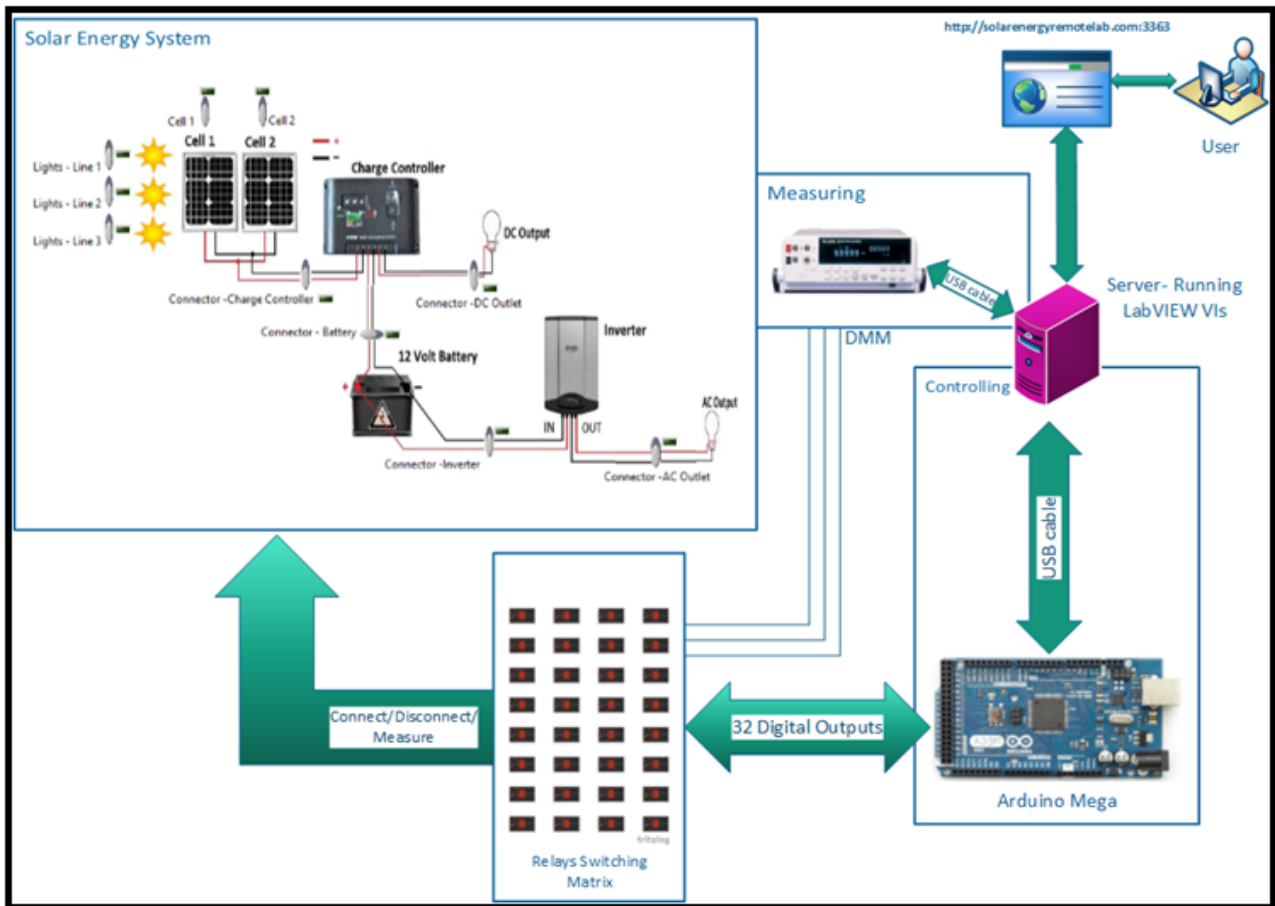 Solar Energy System
http://solarenergyremotelab.com:3363
User
Cell 1
Cell 2
Cell 1
Cell 2
+
−
Lights - Line 1
Lights - Line 2
Lights - Line 3
Charge Controller
DC Output
Connector -Charge Controller
Connector -DC Outlet
Connector - Battery
12 Volt Battery
+
−
Inverter
IN
OUT
AC Output
Connector -Inverter
Connector -AC Outlet
Measuring
USB cable
DMM
Server- Running
LabVIEW VIs
Controlling
USB cable
Connect/Disconnect/
Measure
32 Digital Outputs
Arduino Mega
fritzing
Relays Switching
Matrix